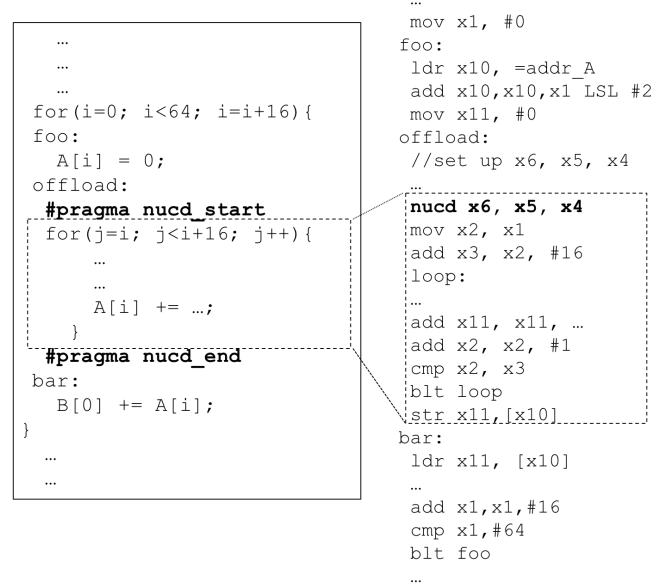 …
…
…
for(i=0; i<64; i=i+16){
foo:
A[i] = 0;
offload:
#pragma nucd_start
for(j=i; j<i+16; j++){
…
…
A[i] += …;
}
#pragma nucd_end
bar:
B[0] += A[i];
}
…
…
…
mov x1, #0
foo:
ldr x10, =addr_A
add x10,x10,x1 LSL #2
mov x11, #0
offload:
//set up x6, x5, x4
…
nucd x6, x5, x4
mov x2, x1
add x3, x2, #16
loop:
…
add x11, x11, …
add x2, x2, #1
cmp x2, x3
blt loop
str x11,[x10]
bar:
ldr x11, [x10]
…
add x1,x1,#16
cmp x1,#64
blt foo
…